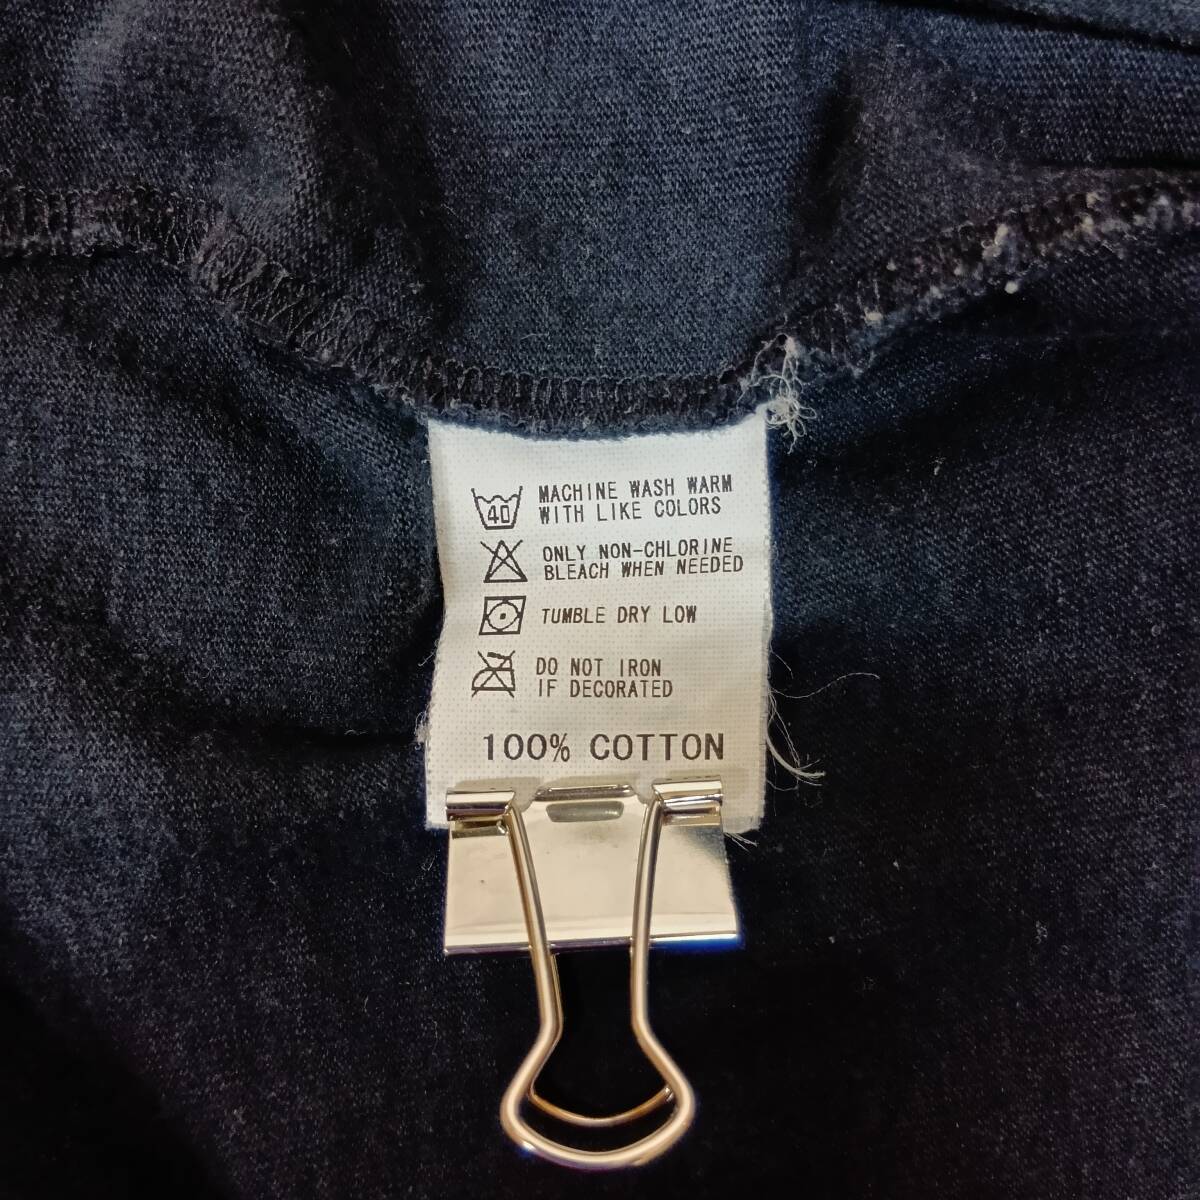 40 MACHINE WASH WARM
WITH LIKE COLORS
ONLY NON-CHLORINE
BLEACH WHEN NEEDED
TUMBLE DRY LOW
DO NOT IRON
IF DECORATED
100% COTTON